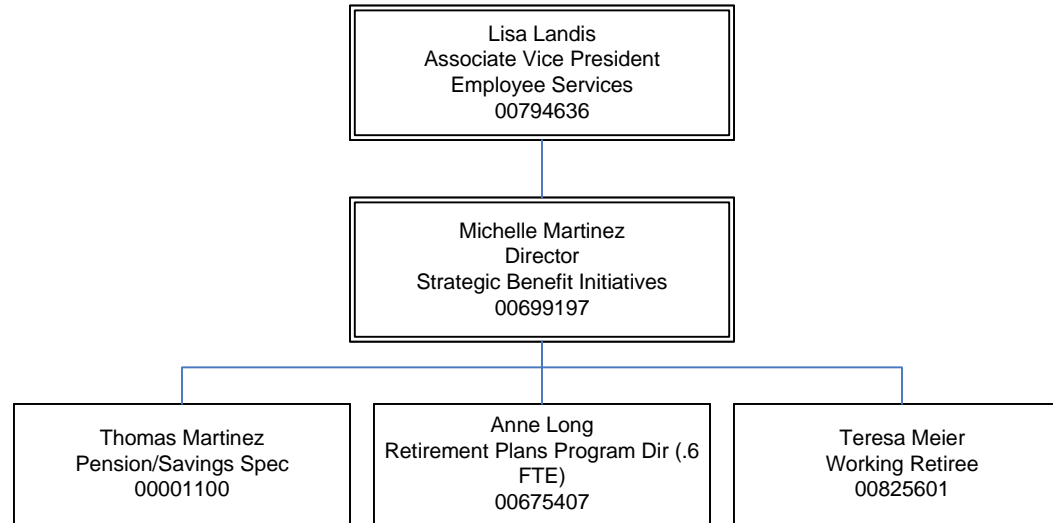 Lisa Landis
Associate Vice President
Employee Services
00794636
Michelle Martinez
Director
Strategic Benefit Initiatives
00699197
Thomas Martinez
Pension/Savings Spec
00001100
Anne Long
Retirement Plans Program Dir (.6
FTE)
00675407
Teresa Meier
Working Retiree
00825601